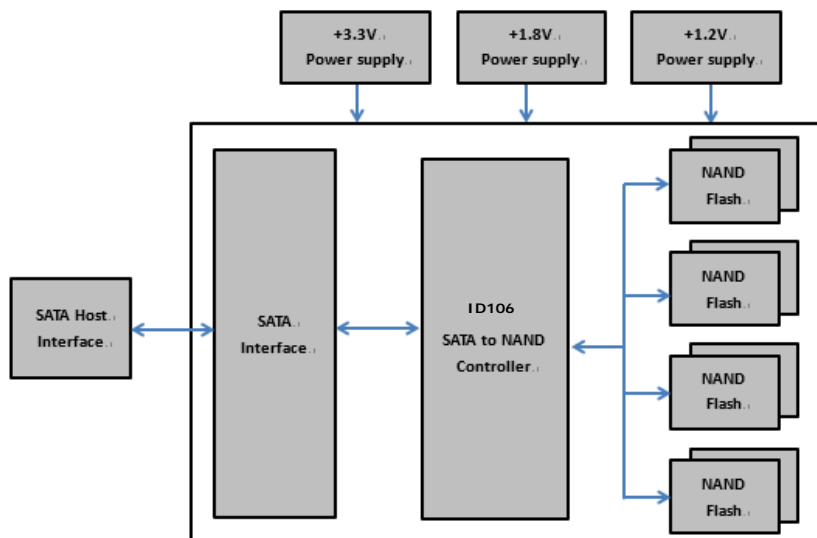 +3.3V
Power supply
+1.8V
Power supply
+1.2V
Power supply
NAND
Flash
NAND
Flash
SATA Host
Interface
SATA
Interface
ID106
SATA to NAND
Controller
NAND
Flash
NAND
Flash